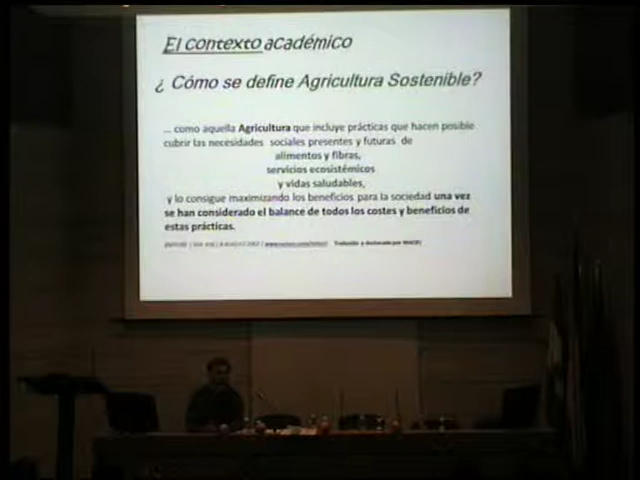 El contexto académico
¿ Cómo se define Agricultura Sostenible?
... como aquella Agricultura que incluye prácticas que hacen posible
cubrir las necesidades sociales presentes y futuras de
alimentos y fibras,
servicios ecosistémicos
y vidas saludables,
y lo consigue maximizando los beneficios para la sociedad una vez
se han considerado el balance de todos los costes y beneficios de
estas prácticas.